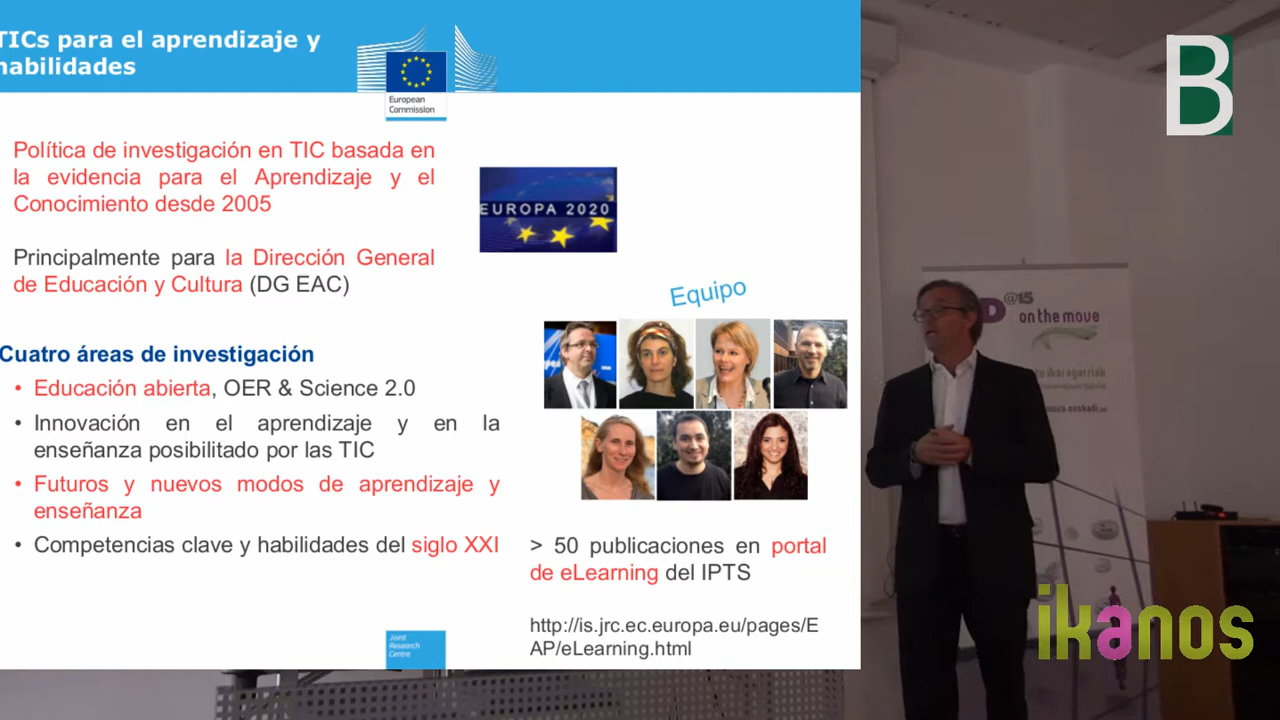 TICs para el aprendizaje y
habilidades
European
Commission
Política de investigación en TIC basada en
la evidencia para el Aprendizaje y el
Conocimiento desde 2005
Principalmente para la Dirección General
de Educación y Cultura (DG EAC)
Cuatro áreas de investigación
• Educación abierta, OER & Science 2.0
• Innovación en el aprendizaje y en la
enseñanza posibilitado por las TIC
• Futuros y nuevos modos de aprendizaje y
enseñanza
• Competencias clave y habilidades del siglo XXI
Joint
Research
Centre
EUROPA 2020
Equipo
> 50 publicaciones en portal
de eLearning del IPTS
http://is.jrc.ec.europa.eu/pages/E
AP/eLearning.html
B
D@15
on the move
ikanos